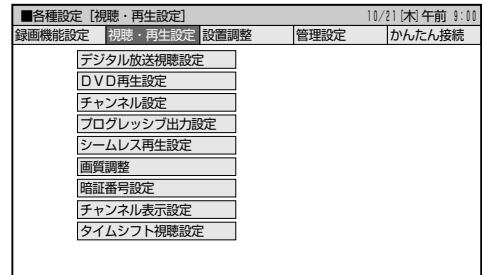 ■各種設定［視聴・再生設定］ 10/21［木］午前 9:00
録画機能設定 視聴・再生設定 設置調整 管理設定 かんたん接続
デジタル放送視聴設定
ＤＶＤ再生設定
チャンネル設定
プログレッシブ出力設定
シームレス再生設定
画質調整
暗証番号設定
チャンネル表示設定
タイムシフト視聴設定